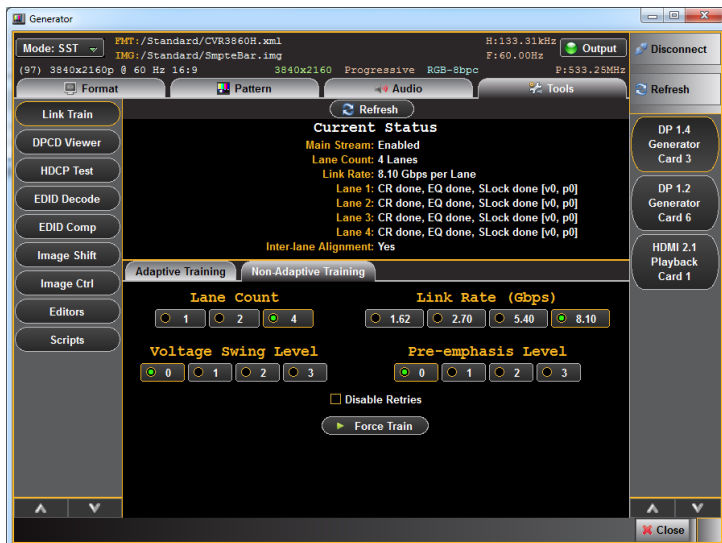 Generator
Mode: SST
FMT:/Standard/CVR3860H.xml
IMG:/Standard/SmpteBar.img
H:133.31kHz
F:60.00Hz
Output
(97) 3840x2160p @ 60 Hz 16:9
3840x2160 Progressive RGB-8bpc
P:533.25MHz
Disconnect
Refresh
Format
Pattern
Audio
Tools
Link Train
DPCD Viewer
HDCP Test
EDID Decode
EDID Comp
Image Shift
Image Ctrl
Editors
Scripts
Refresh
Current Status
Main Stream: Enabled
Lane Count: 4 Lanes
Link Rate: 8.10 Gbps per Lane
Lane 1: CR done, EQ done, SLock done [v0, p0]
Lane 2: CR done, EQ done, SLock done [v0, p0]
Lane 3: CR done, EQ done, SLock done [v0, p0]
Lane 4: CR done, EQ done, SLock done [v0, p0]
Inter-lane Alignment: Yes
Adaptive Training
Non-Adaptive Training
Lane Count
1 2 4
Link Rate (Gbps)
1.62 2.70 5.40 8.10
Voltage Swing Level
0 1 2 3
Pre-emphasis Level
0 1 2 3
Disable Retries
Force Train
DP 1.4
Generator
Card 3
DP 1.2
Generator
Card 6
HDMI 2.1
Playback
Card 1
Close